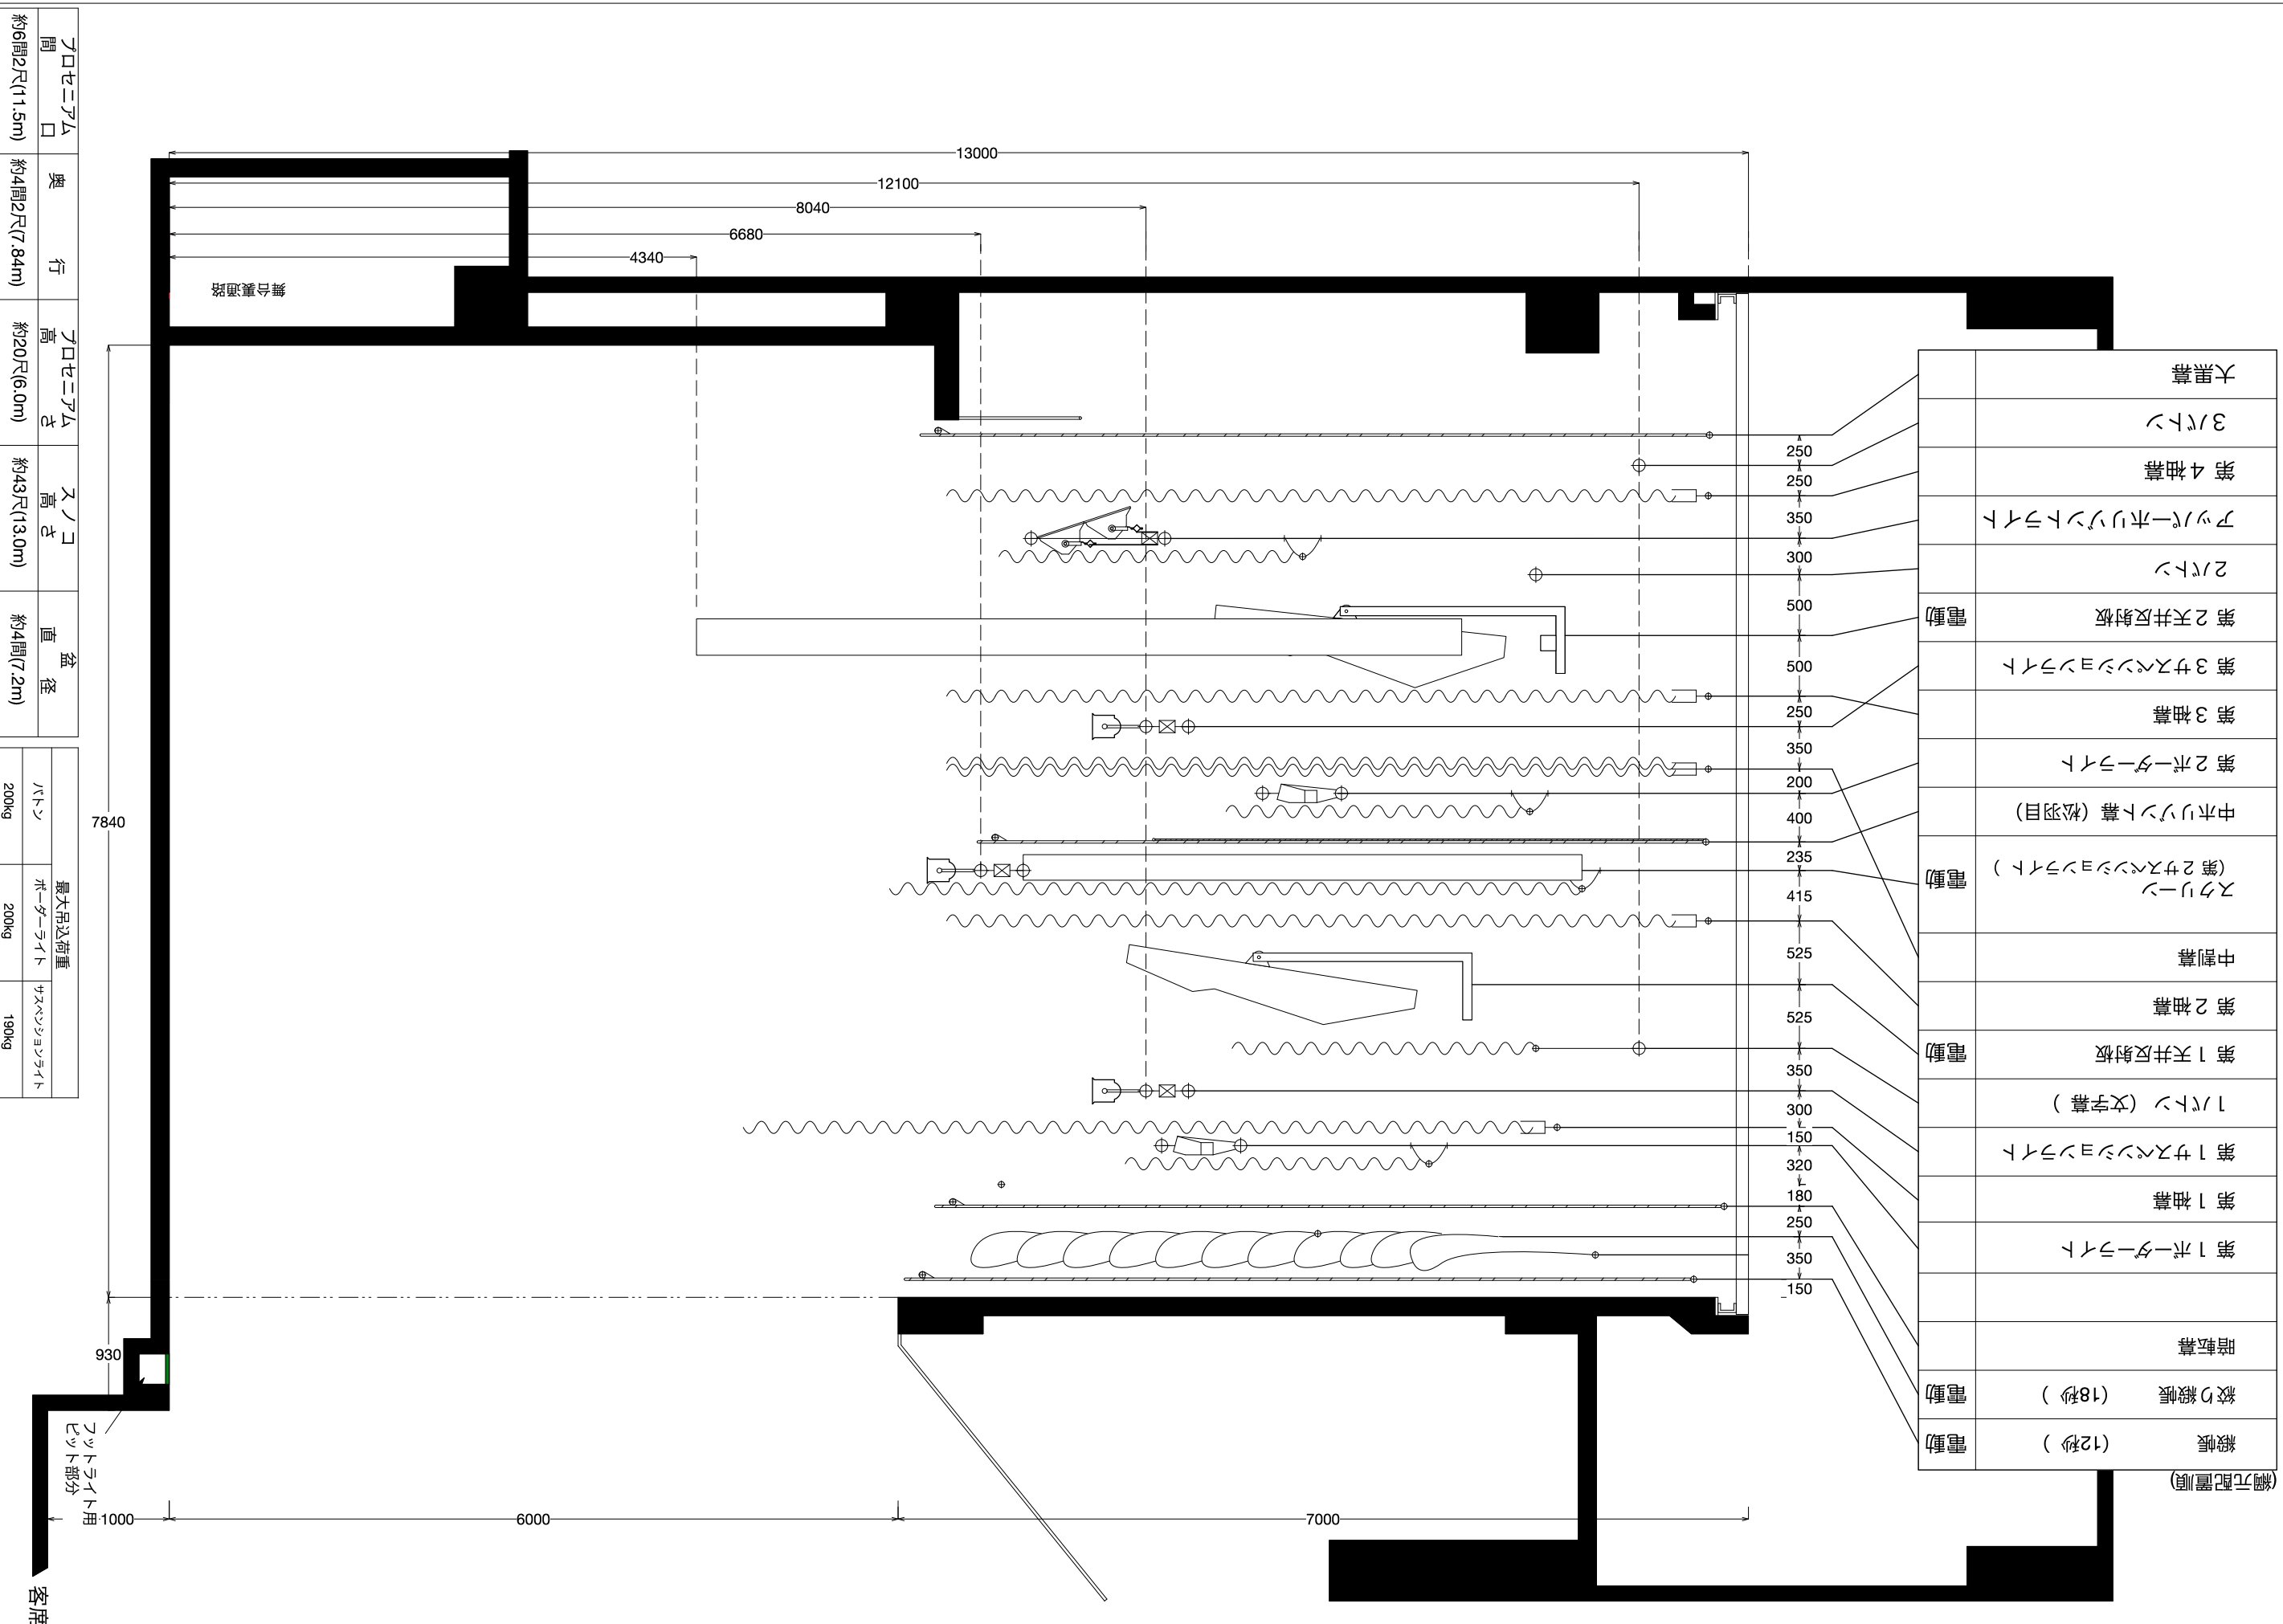 プロセニアム
間 口
約6間2尺(11.5m)
奥 行
約4間2尺(7.84m)
プロセニアム
高 さ
約20尺(6.0m)
スノコ
高 さ
約43尺(13.0m)
盆
直 径
約4間(7.2m)
最大吊込荷重
バトン
200kg
ボーダーライト
200kg
サスペンションライト
190kg
13000
12100
8040
6680
4340
舞台裏通路
7840
930
フットライト用
ピット部分
1000
6000
7000
客席
250
250
350
300
500
500
250
350
200
400
235
415
525
525
350
300
150
320
180
250
350
150
大黒幕
3バトン
第 4 袖幕
アッパーホリゾントライト
2バトン
第 2 天井反射板 電動
第 3 サスペンションライト
第 3 袖幕
第 2 ボーダーライト
中ホリゾント幕 (松羽目)
スクリーン
(第 2 サスペンションライト ) 電動
中割幕
第 2 袖幕
第 1 天井反射板 電動
1バトン (文字幕 )
第 1 サスペンションライト
第 1 袖幕
第 1 ボーダーライト
暗転幕
絞り緞帳 (18秒 ) 電動
緞帳 (12秒 ) 電動
(綱元配置順)